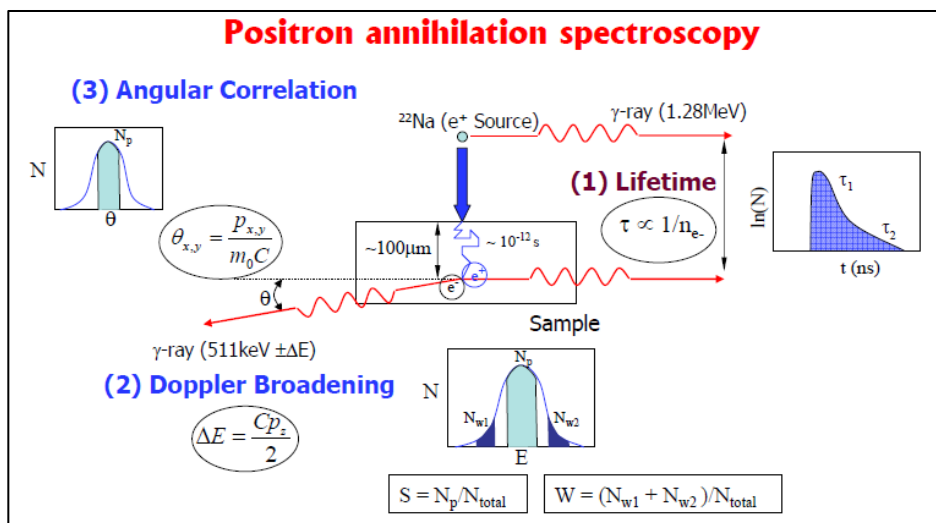 Positron annihilation spectroscopy
(3) Angular Correlation
N
Nₚ
θ
²²Na (e⁺ Source)
γ-ray (1.28MeV)
(1) Lifetime
τ ∝ 1/nₑ₋
ln(N)
τ₁
τ₂
t (ns)
θₓ,ᵧ = pₓ,ᵧ / m₀C
~100μm
~ 10⁻¹² s
e⁺
e⁻
θ
Sample
γ-ray (511keV ±ΔE)
(2) Doppler Broadening
ΔE = Cp_z / 2
N
Nₚ
N_w1
N_w2
E
S = Nₚ/N_total
W = (N_w1 + N_w2)/N_total